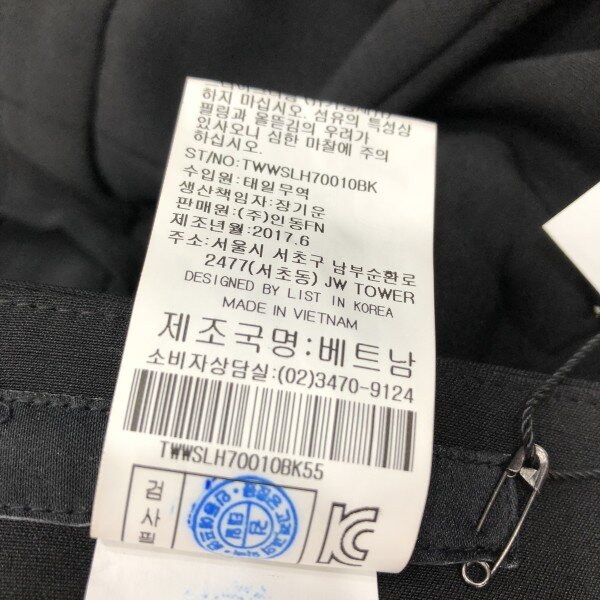 하지 마십시오. 섬유의 특성상
필링과 올뜯김의 우려가
있사오니 심한 마찰에 주의
하십시오.
ST/NO: TWWSLH70010BK
수입원:태일무역
생산책임자:장기운
판매원:(주)인동FN
제조년월:2017.6
주소:서울시 서초구 남부순환로
2477(서초동) JW TOWER
DESIGNED BY LIST IN KOREA
MADE IN VIETNAM
제조국명:베트남
소비자상담실:(02)3470-9124
TWWSLH70010BK55
검
사
필